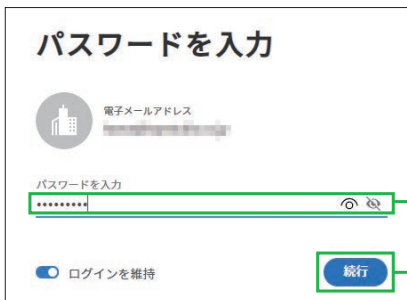 パスワードを入力
電子メールアドレス
パスワードを入力
•••••••••
ログインを維持
続行